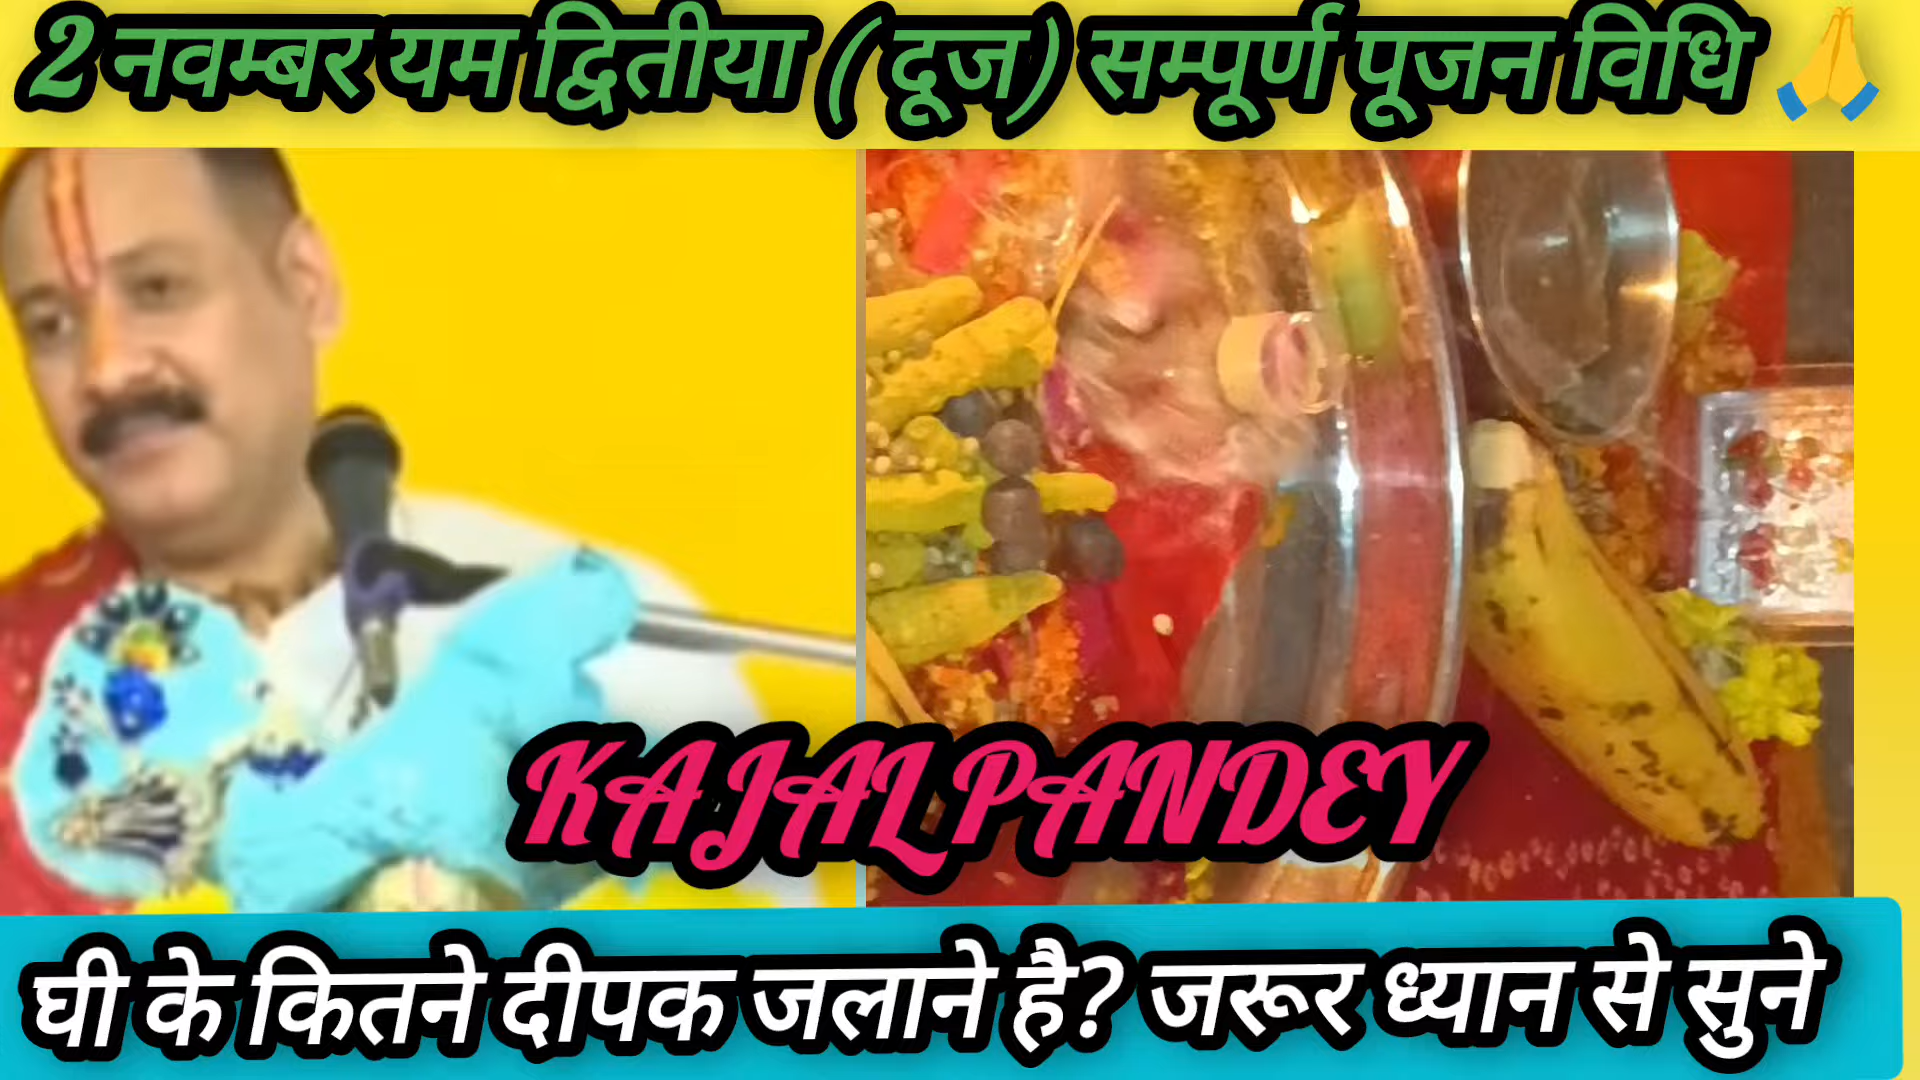 2 नवम्बर यम द्वितीया ( दूज) सम्पूर्ण पूजन विधि 🙏
KAJAL PANDEY
घी के कितने दीपक जलाने है? जरूर ध्यान से सुने